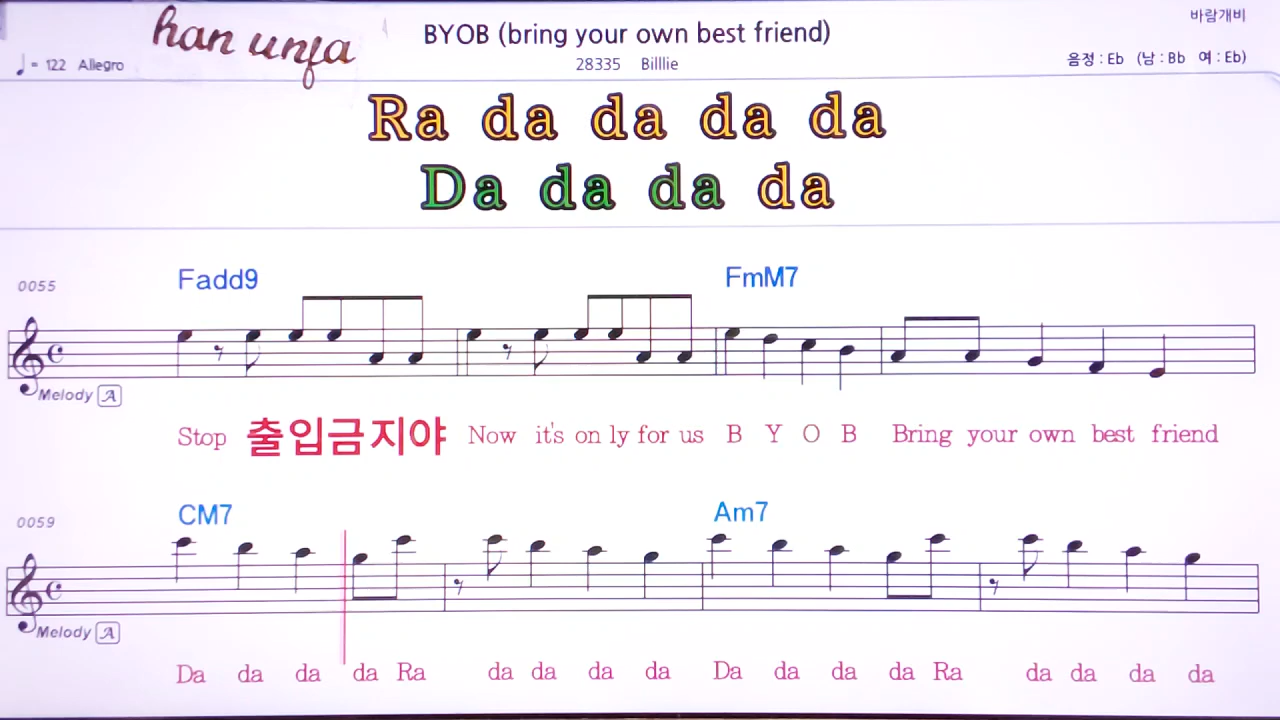 han unfa
BYOB (bring your own best friend)
바람개비
♩= 122 Allegro
28335 Billlie
음정 : Eb (남 : Bb 여 : Eb)
Ra da da da da
Da da da da
0055
Fadd9 FmM7
Melody A
Stop 출입금지야 Now it's on ly for us B Y O B Bring your own best friend
0059
CM7 Am7
Melody A
Da da da da Ra da da da da Da da da da Ra da da da da